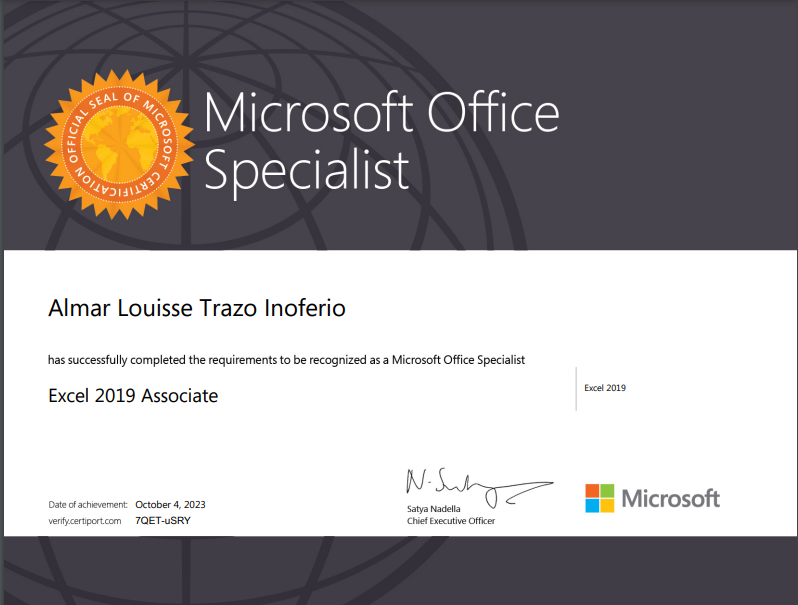 OFFICIAL SEAL OF MICROSOFT CERTIFICATION
Microsoft Office
Specialist
Almar Louisse Trazo Inoferio
has successfully completed the requirements to be recognized as a Microsoft Office Specialist
Excel 2019 Associate
Excel 2019
Date of achievement: October 4, 2023
verify.certiport.com 7QET-uSRY
N. Satya
Satya Nadella
Chief Executive Officer
Microsoft